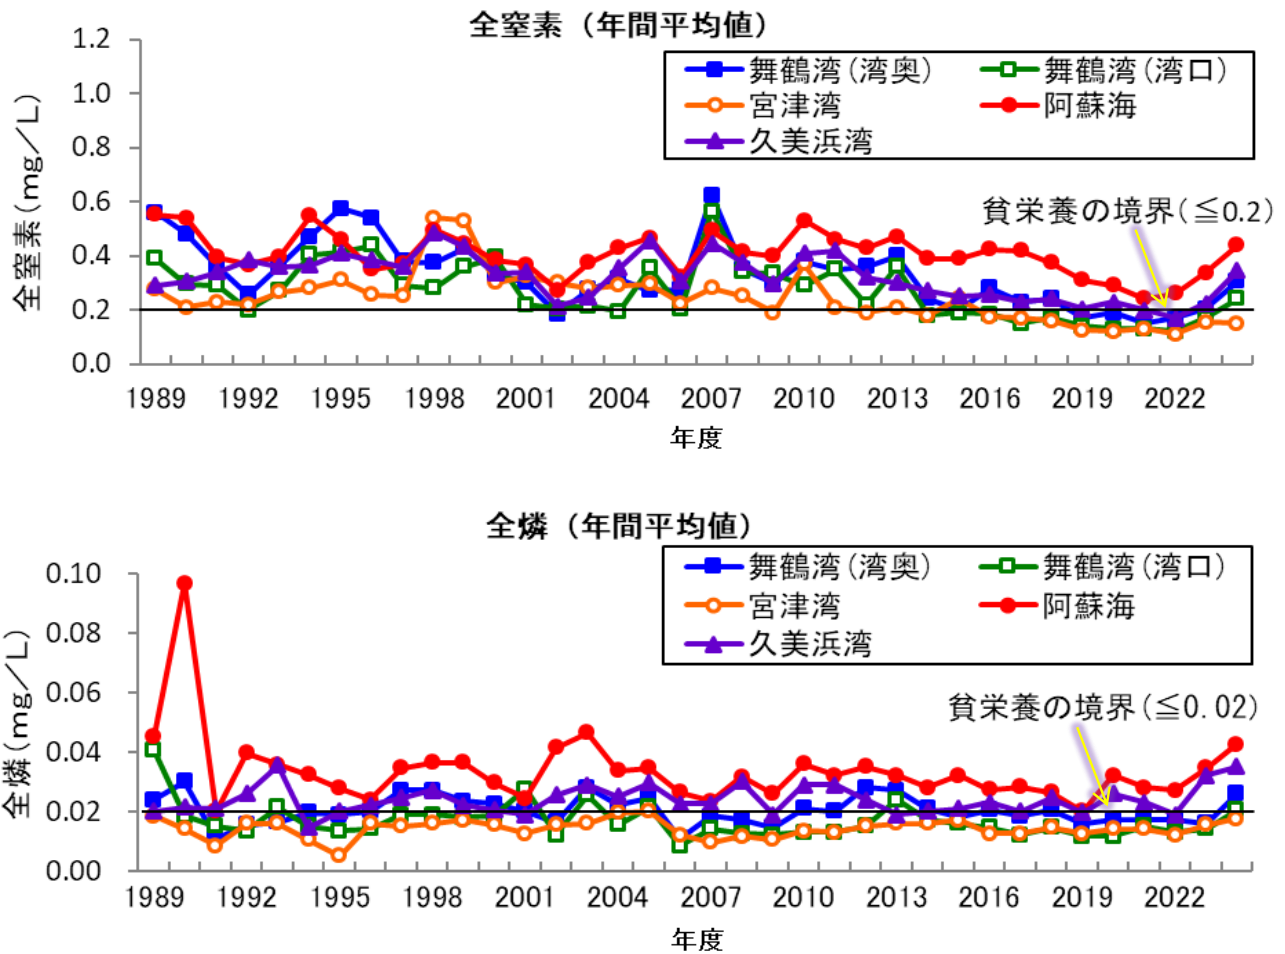 全窒素（年間平均値）
1.2
1.0
0.8
0.6
0.4
0.2
0.0
全窒素(mg／L)
舞鶴湾(湾奥) 舞鶴湾(湾口)
宮津湾 阿蘇海
久美浜湾
貧栄養の境界(≦0.2)
1989 1992 1995 1998 2001 2004 2007 2010 2013 2016 2019 2022
年度
全燐（年間平均値）
0.10
0.08
0.06
0.04
0.02
0.00
全燐(mg／L)
舞鶴湾(湾奥) 舞鶴湾(湾口)
宮津湾 阿蘇海
久美浜湾
貧栄養の境界(≦0.02)
1989 1992 1995 1998 2001 2004 2007 2010 2013 2016 2019 2022
年度